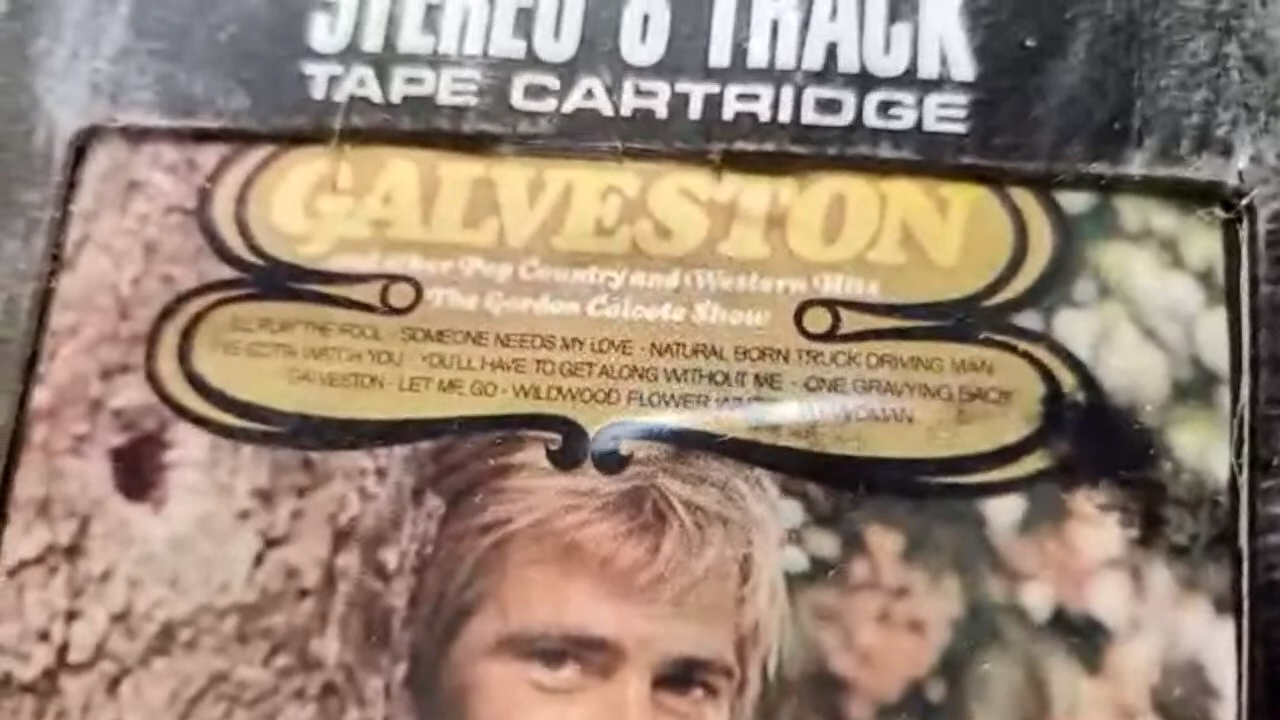 STEREO 8 TRACK
TAPE CARTRIDGE
GALVESTON
and other Pop Country and Western Hits
The Gordon Calcote Show
I'LL PLAY THE FOOL · SOMEONE NEEDS MY LOVE · NATURAL BORN TRUCK DRIVING MAN
I'VE GOTTA WATCH YOU · YOU'LL HAVE TO GET ALONG WITHOUT ME · ONE
GALVESTON · LET ME GO · WILDWOOD FLOWER WOMAN